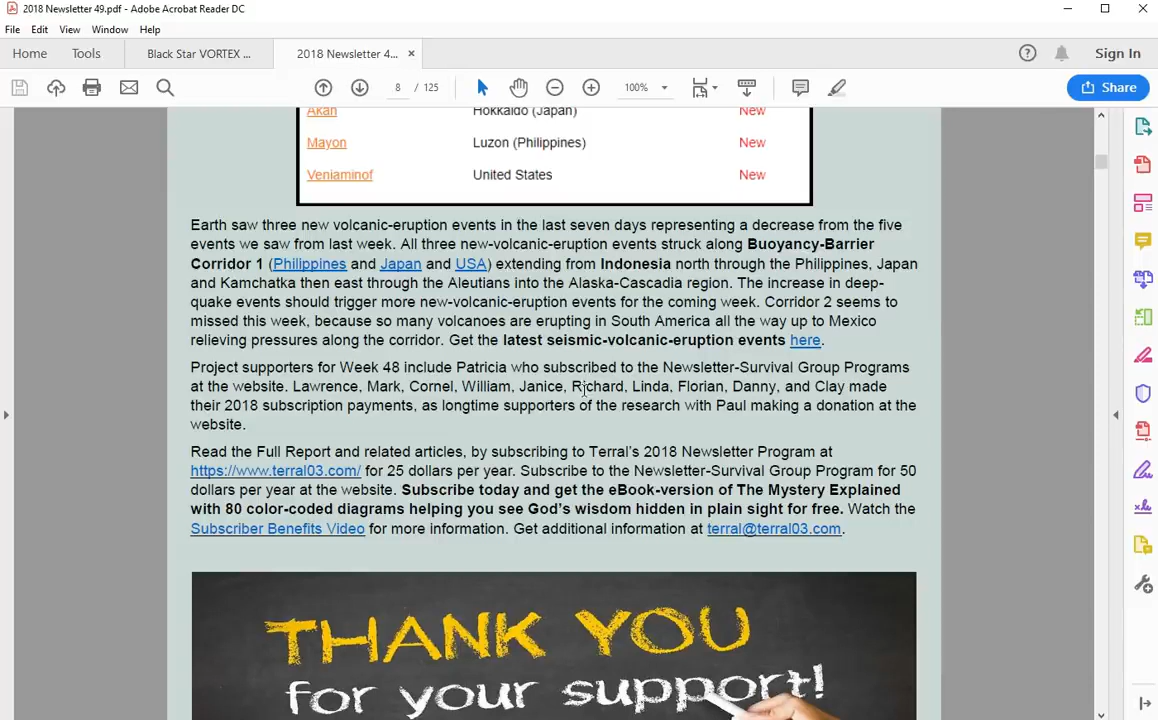 2018 Newsletter 49.pdf - Adobe Acrobat Reader DC
File Edit View Window Help
Home Tools Black Star VORTEX ... 2018 Newsletter 4... ×
Sign In
8 / 125
100%
Share
Akan Hokkaido (Japan) New
Mayon Luzon (Philippines) New
Veniaminof United States New
Earth saw three new volcanic-eruption events in the last seven days representing a decrease from the five
events we saw from last week. All three new-volcanic-eruption events struck along Buoyancy-Barrier
Corridor 1 (Philippines and Japan and USA) extending from Indonesia north through the Philippines, Japan
and Kamchatka then east through the Aleutians into the Alaska-Cascadia region. The increase in deep-
quake events should trigger more new-volcanic-eruption events for the coming week. Corridor 2 seems to
missed this week, because so many volcanoes are erupting in South America all the way up to Mexico
relieving pressures along the corridor. Get the latest seismic-volcanic-eruption events here.
Project supporters for Week 48 include Patricia who subscribed to the Newsletter-Survival Group Programs
at the website. Lawrence, Mark, Cornel, William, Janice, Richard, Linda, Florian, Danny, and Clay made
their 2018 subscription payments, as longtime supporters of the research with Paul making a donation at the
website.
Read the Full Report and related articles, by subscribing to Terral's 2018 Newsletter Program at
https://www.terral03.com/ for 25 dollars per year. Subscribe to the Newsletter-Survival Group Program for 50
dollars per year at the website. Subscribe today and get the eBook-version of The Mystery Explained
with 80 color-coded diagrams helping you see God's wisdom hidden in plain sight for free. Watch the
Subscriber Benefits Video for more information. Get additional information at terral@terral03.com.
THANK YOU
for your support!